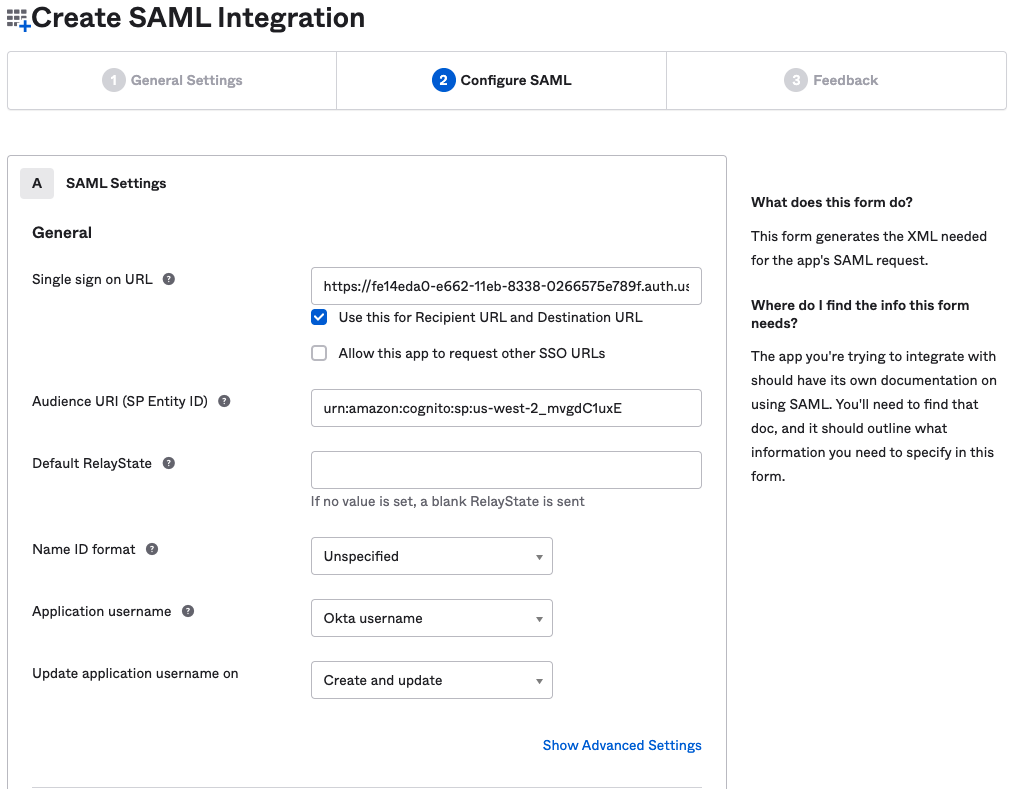 Create SAML Integration
1 General Settings
2 Configure SAML
3 Feedback
A SAML Settings
General
Single sign on URL ?
https://fe14eda0-e662-11eb-8338-0266575e789f.auth.us
Use this for Recipient URL and Destination URL
Allow this app to request other SSO URLs
Audience URI (SP Entity ID) ?
urn:amazon:cognito:sp:us-west-2_mvgdC1uxE
Default RelayState ?
If no value is set, a blank RelayState is sent
Name ID format ?
Unspecified
Application username ?
Okta username
Update application username on
Create and update
Show Advanced Settings
What does this form do?
This form generates the XML needed
for the app's SAML request.
Where do I find the info this form
needs?
The app you're trying to integrate with
should have its own documentation on
using SAML. You'll need to find that
doc, and it should outline what
information you need to specify in this
form.